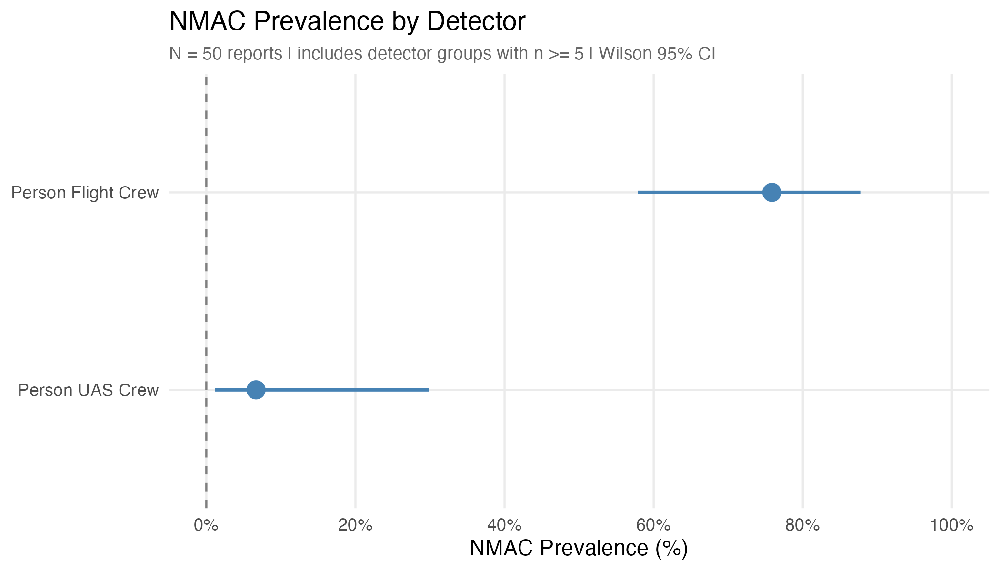 NMAC Prevalence by Detector
N = 50 reports | includes detector groups with n >= 5 | Wilson 95% CI
Person Flight Crew
Person UAS Crew
0% 20% 40% 60% 80% 100%
NMAC Prevalence (%)